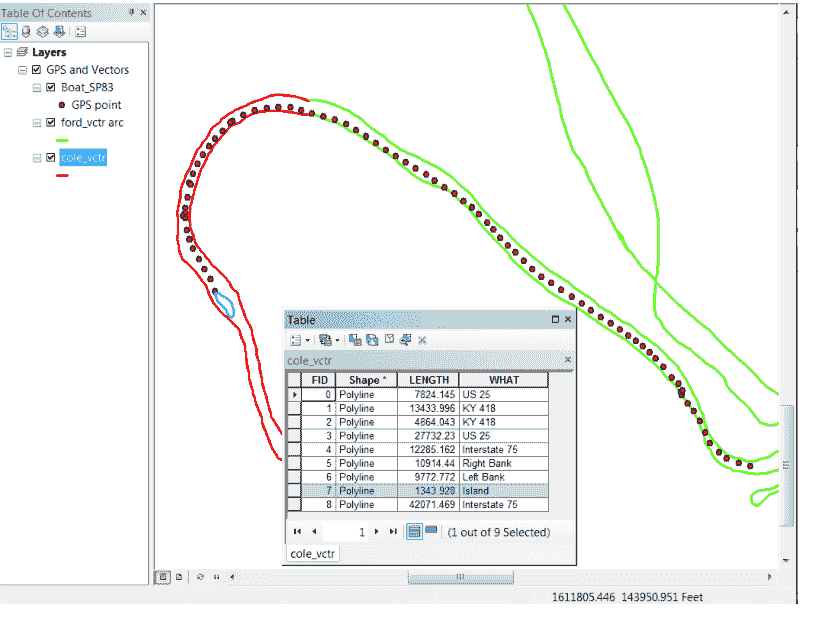 Table Of Contents
Layers
GPS and Vectors
Boat_SP83
GPS point
ford_vctr arc
cole_vctr
Table
cole_vctr
FID Shape * LENGTH WHAT
0 Polyline 7824.145 US 25
1 Polyline 13433.996 KY 418
2 Polyline 4864.043 KY 418
3 Polyline 27732.23 US 25
4 Polyline 12285.162 Interstate 75
5 Polyline 10914.44 Right Bank
6 Polyline 9772.772 Left Bank
7 Polyline 1343.928 Island
8 Polyline 42071.469 Interstate 75
1 (1 out of 9 Selected)
cole_vctr
1611805.446 143950.951 Feet